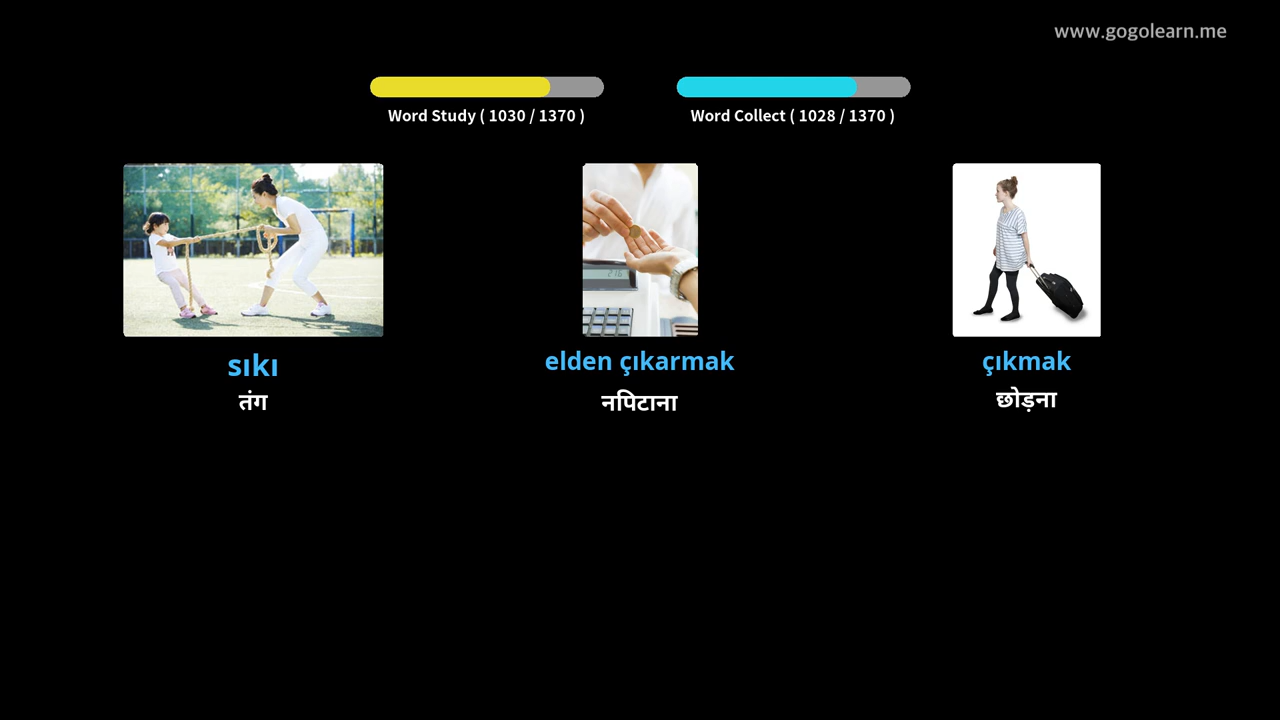 www.gogolearn.me
Word Study ( 1030 / 1370 )
Word Collect ( 1028 / 1370 )
sıkı
तंग
elden çıkarmak
नपिटाना
çıkmak
छोड़ना